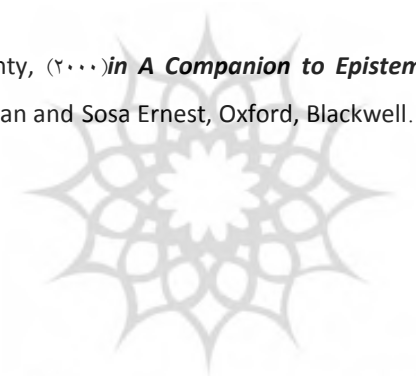 nty, (۲۰۰۰)in A Companion to Epistem
an and Sosa Ernest, Oxford, Blackwell.